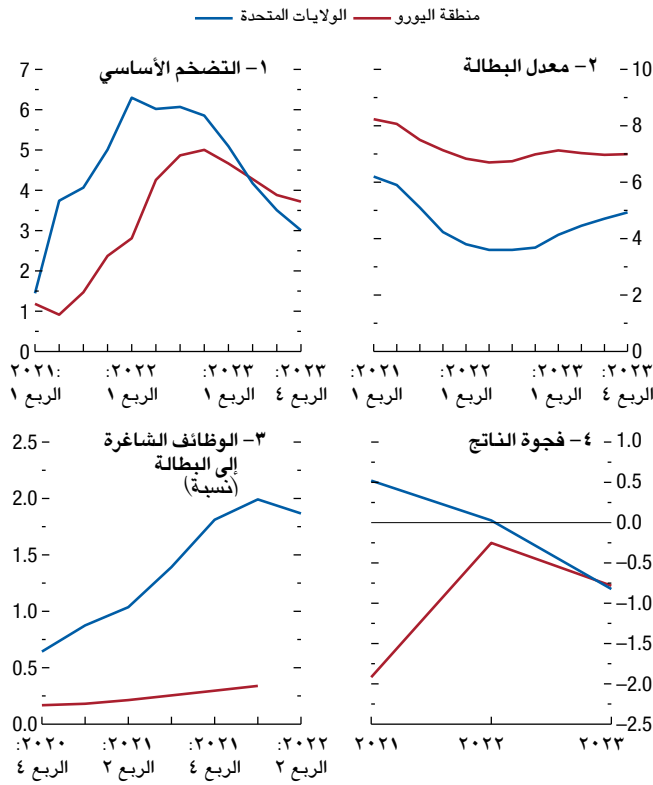 الولايات المتحدة منطقة اليورو
١– التضخم الأساسي
7
6
5
4
3
2
1
0
٢٠٢١: ٢٠٢٢: ٢٠٢٣: ٢٠٢٣:
الربع ١ الربع ١ الربع ١ الربع ٤
٢– معدل البطالة
10
8
6
4
2
0
٢٠٢١: ٢٠٢٢: ٢٠٢٣: ٢٠٢٣:
الربع ١ الربع ١ الربع ١ الربع ٤
٣– الوظائف الشاغرة
إلى البطالة
(نسبة)
2.5
2.0
1.5
1.0
0.5
0.0
٢٠٢٠: ٢٠٢١: ٢٠٢١: ٢٠٢٢:
الربع ٤ الربع ٢ الربع ٤ الربع ٢
٤– فجوة الناتج
1.0
0.5
0.0
–0.5
–1.0
–1.5
–2.0
–2.5
٢٠٢١ ٢٠٢٢ ٢٠٢٣